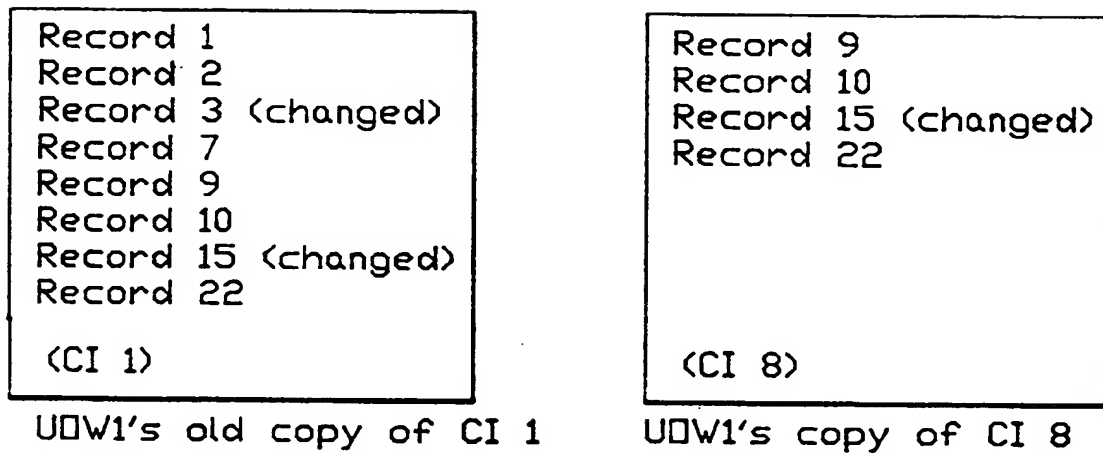 Record 1
Record 2
Record 3 (changed)
Record 7
Record 9
Record 10
Record 15 (changed)
Record 22
(CI 1)
UOW1's old copy of CI 1
Record 9
Record 10
Record 15 (changed)
Record 22
(CI 8)
UOW1's copy of CI 8